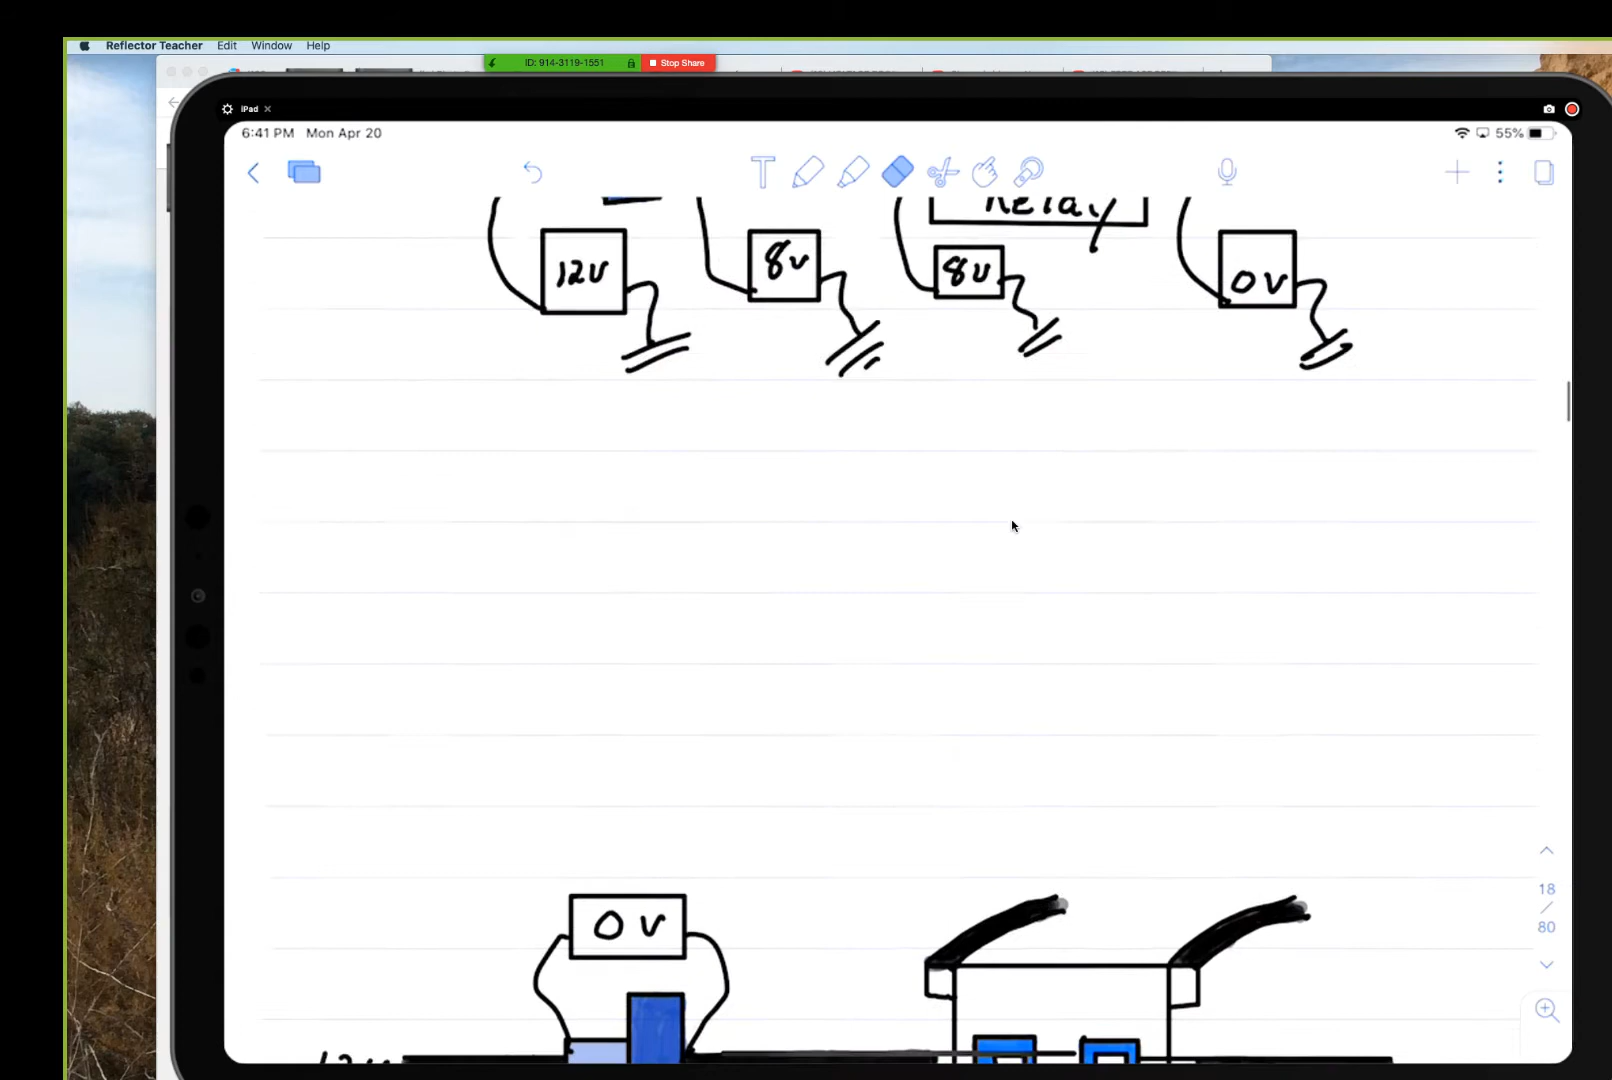 Reflector Teacher Edit Window Help
ID: 914-3119-1551 Stop Share
iPad
6:41 PM Mon Apr 20 55%
T
Relay
12V 8v 8v 0v
18
/
80
0 v